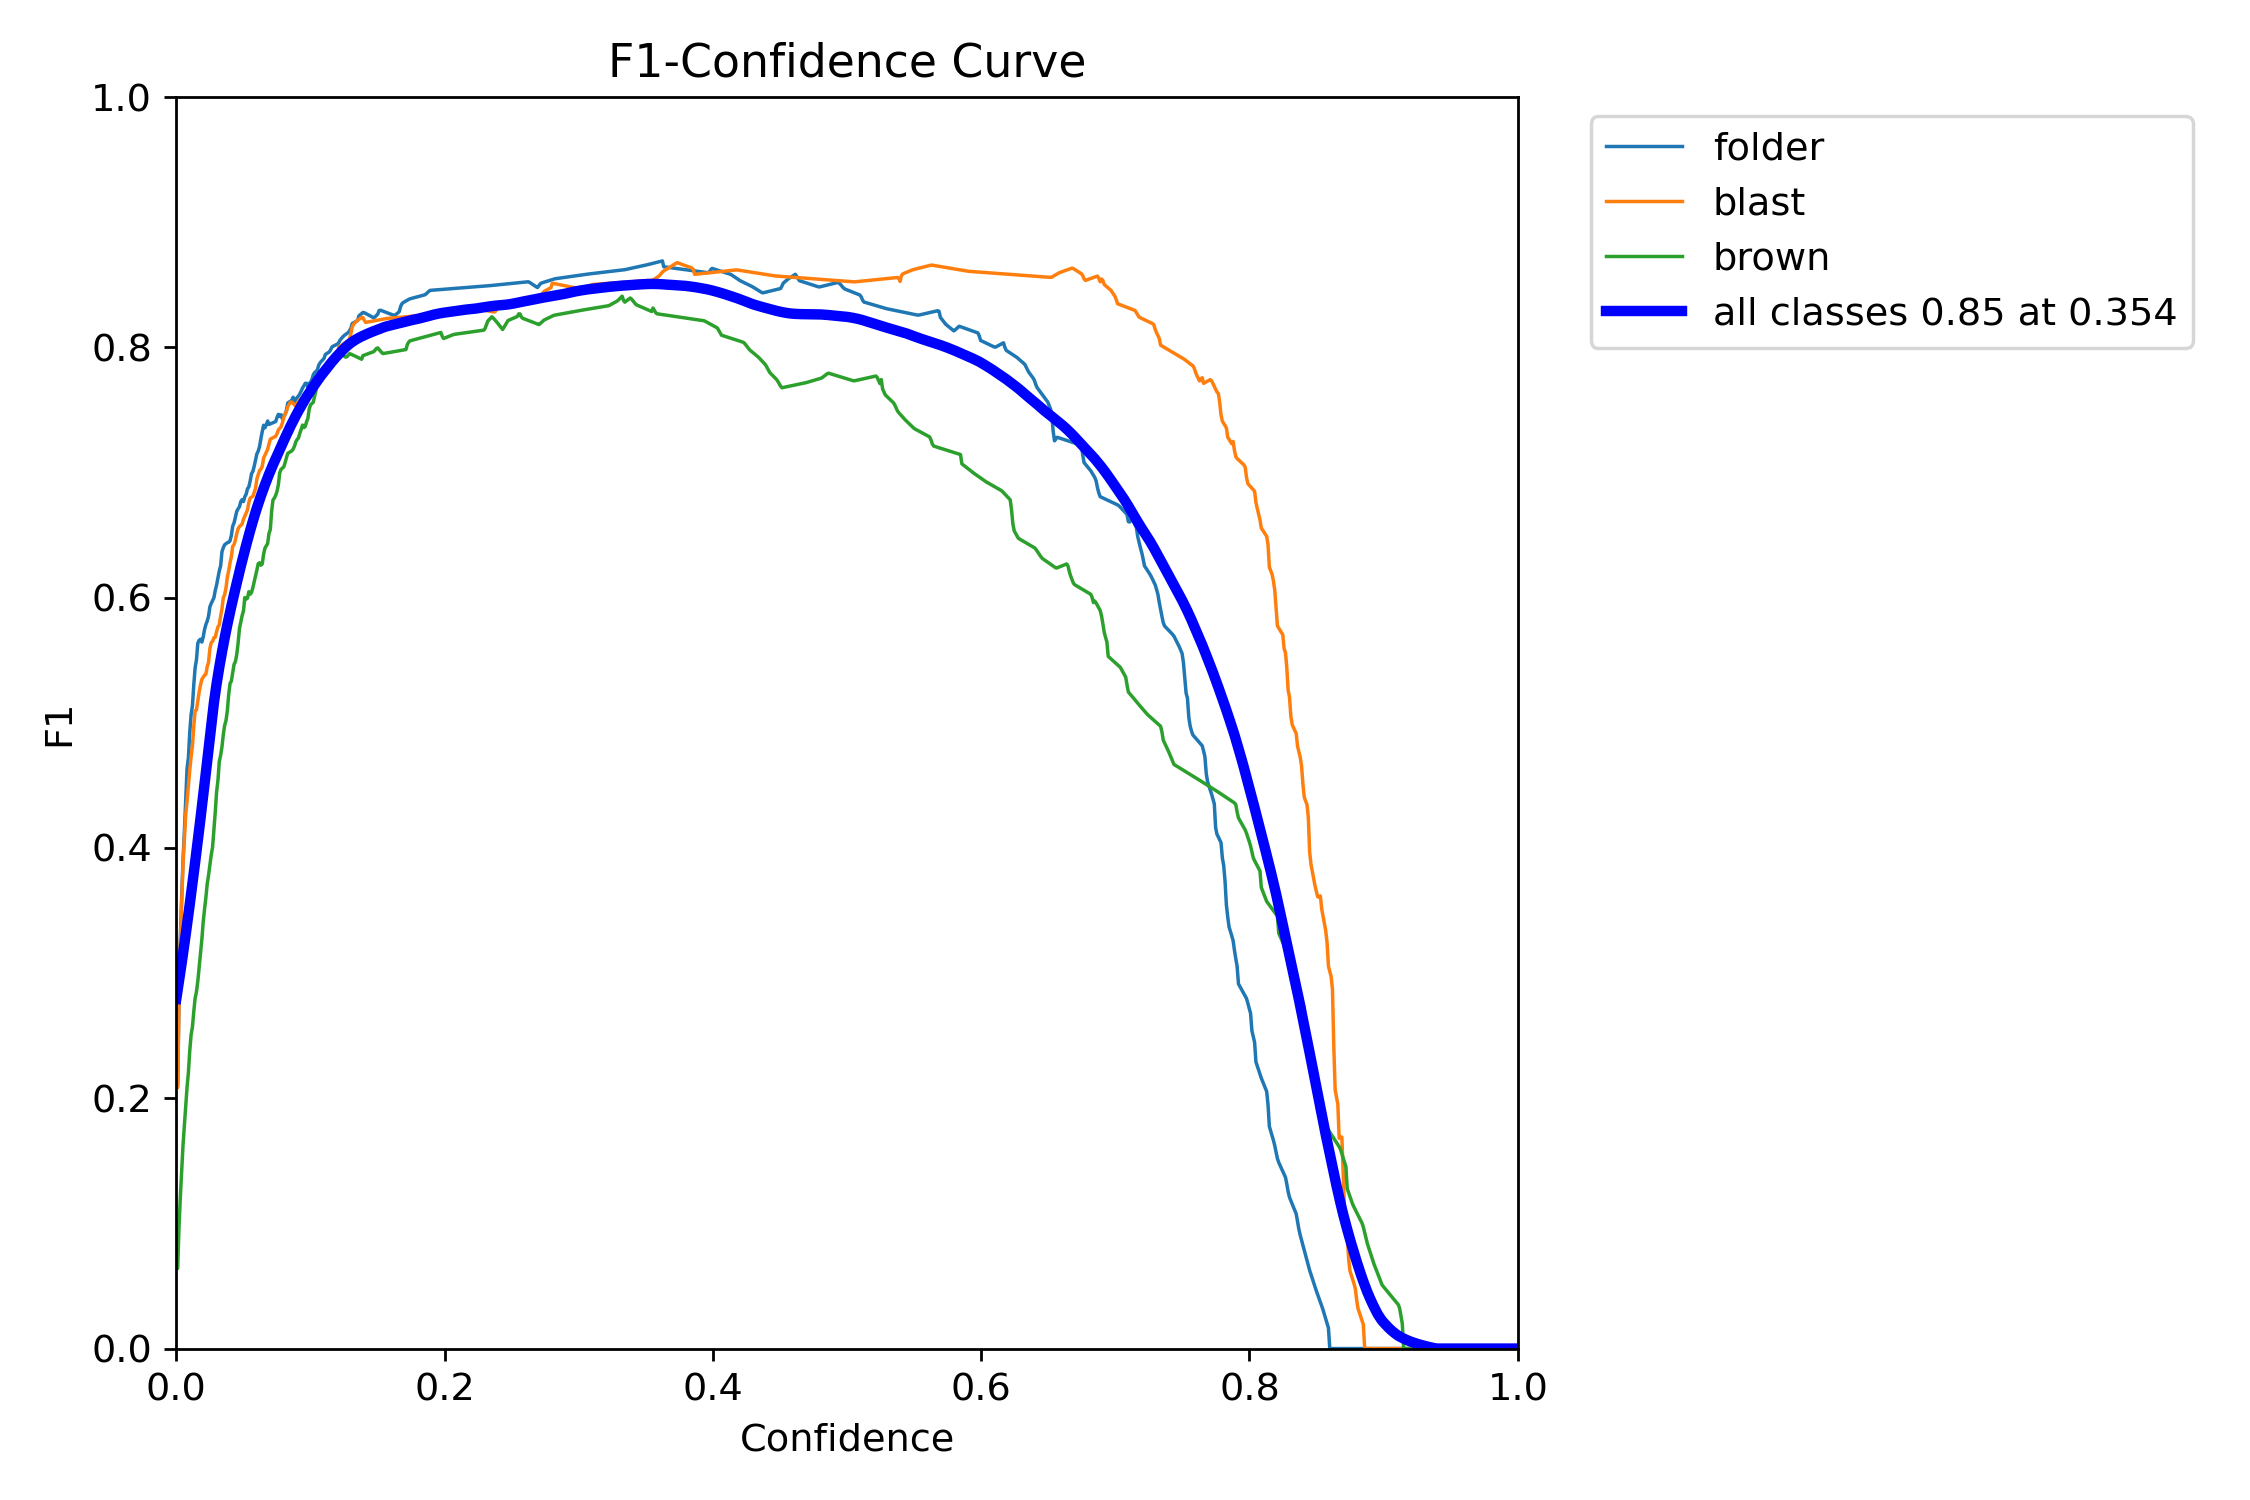 F1-Confidence Curve
1.0
0.8
0.6
0.4
0.2
0.0
F1
0.0 0.2 0.4 0.6 0.8 1.0
Confidence
folder
blast
brown
all classes 0.85 at 0.354